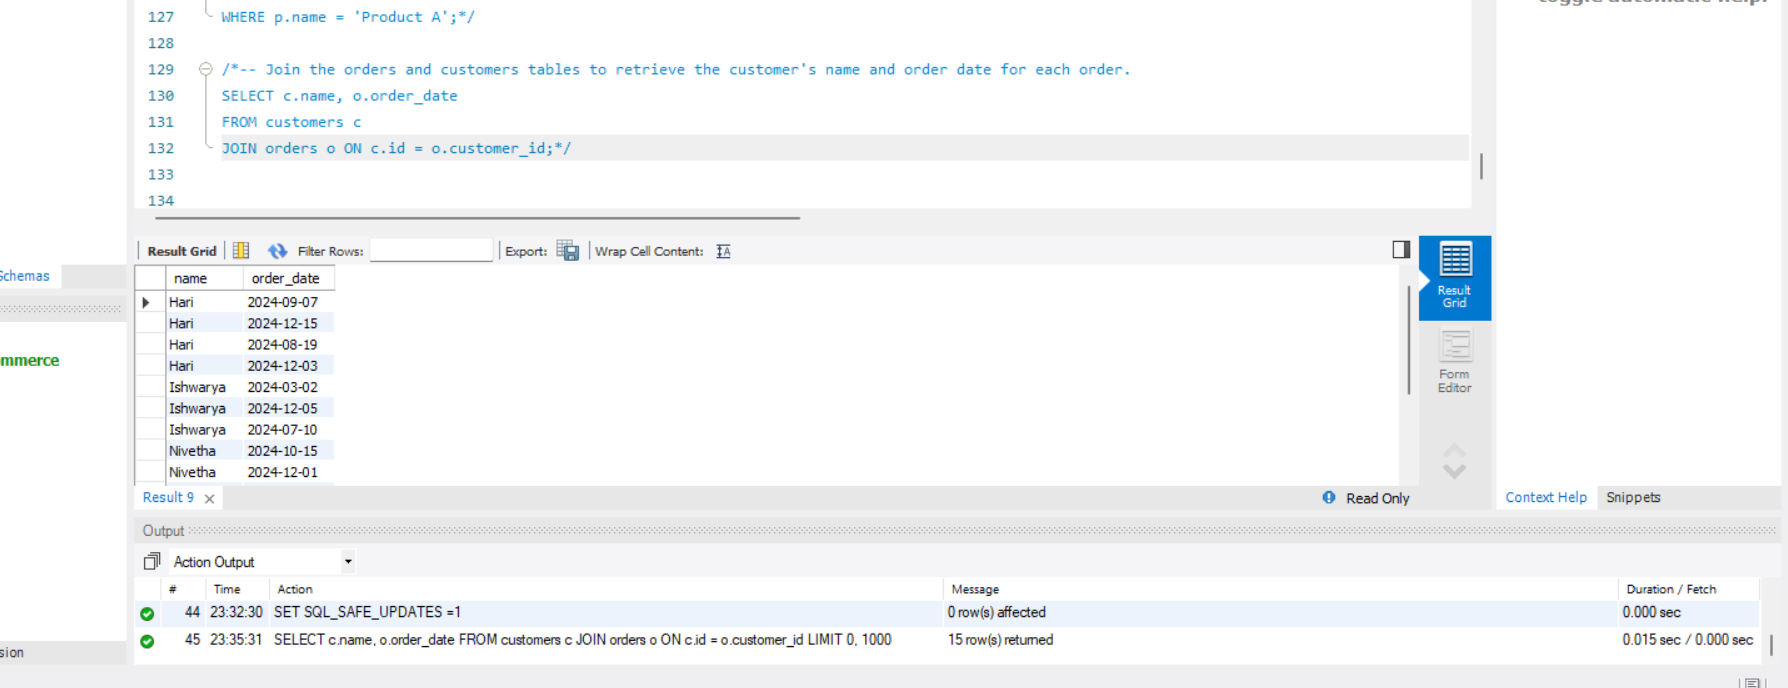 127 WHERE p.name = 'Product A';*/
toggle automatic help.
128
129 /*-- Join the orders and customers tables to retrieve the customer's name and order date for each order.
130 SELECT c.name, o.order_date
131 FROM customers c
132 JOIN orders o ON c.id = o.customer_id;*/
133
134
Schemas
mmerce
sion
Result Grid Filter Rows: Export: Wrap Cell Content:
name order_date
Hari 2024-09-07
Hari 2024-12-15
Hari 2024-08-19
Hari 2024-12-03
Ishwarya 2024-03-02
Ishwarya 2024-12-05
Ishwarya 2024-07-10
Nivetha 2024-10-15
Nivetha 2024-12-01
Result
Grid
Form
Editor
Result 9 Read Only
Context Help Snippets
Output
Action Output
# Time Action Message Duration / Fetch
44 23:32:30 SET SQL_SAFE_UPDATES =1 0 row(s) affected 0.000 sec
45 23:35:31 SELECT c.name, o.order_date FROM customers c JOIN orders o ON c.id = o.customer_id LIMIT 0, 1000 15 row(s) returned 0.015 sec / 0.000 sec